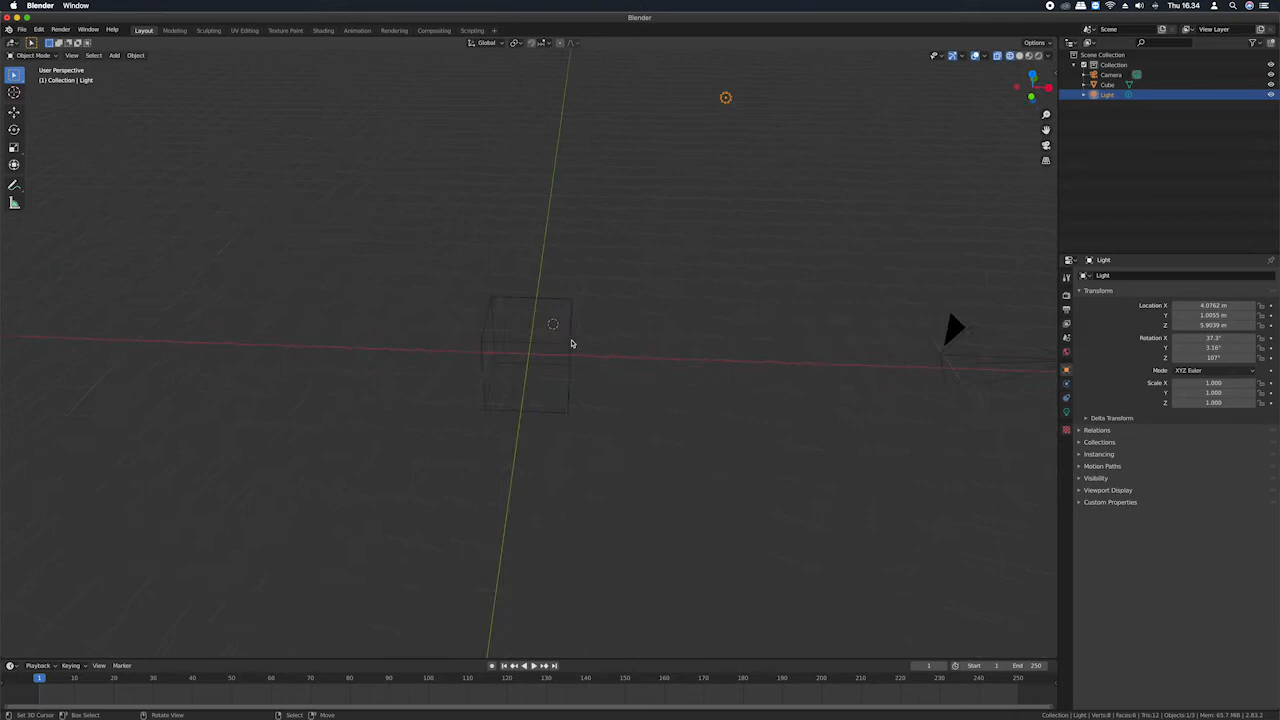 Blender Window Thu 16.34
Blender
File Edit Render Window Help Layout Modeling Sculpting UV Editing Texture Paint Shading Animation Rendering Compositing Scripting + Scene View Layer
Global Options
Object Mode View Select Add Object
User Perspective
(1) Collection | Light
Scene Collection
Collection
Camera
Cube
Light
Light
Light
Transform
Location X 4.0762 m
Y 1.0055 m
Z 5.9039 m
Rotation X 37.3°
Y 3.16°
Z 107°
Mode XYZ Euler
Scale X 1.000
Y 1.000
Z 1.000
Delta Transform
Relations
Collections
Instancing
Motion Paths
Visibility
Viewport Display
Custom Properties
Playback Keying View Marker 1 Start 1 End 250
1 10 20 30 40 50 60 70 80 90 100 110 120 130 140 150 160 170 180 190 200 210 220 230 240 250
Set 3D Cursor Box Select Rotate View Select Move Collection | Light | Verts:8 | Faces:6 | Tris:12 | Objects:1/3 | Mem: 65.7 MiB | 2.83.2